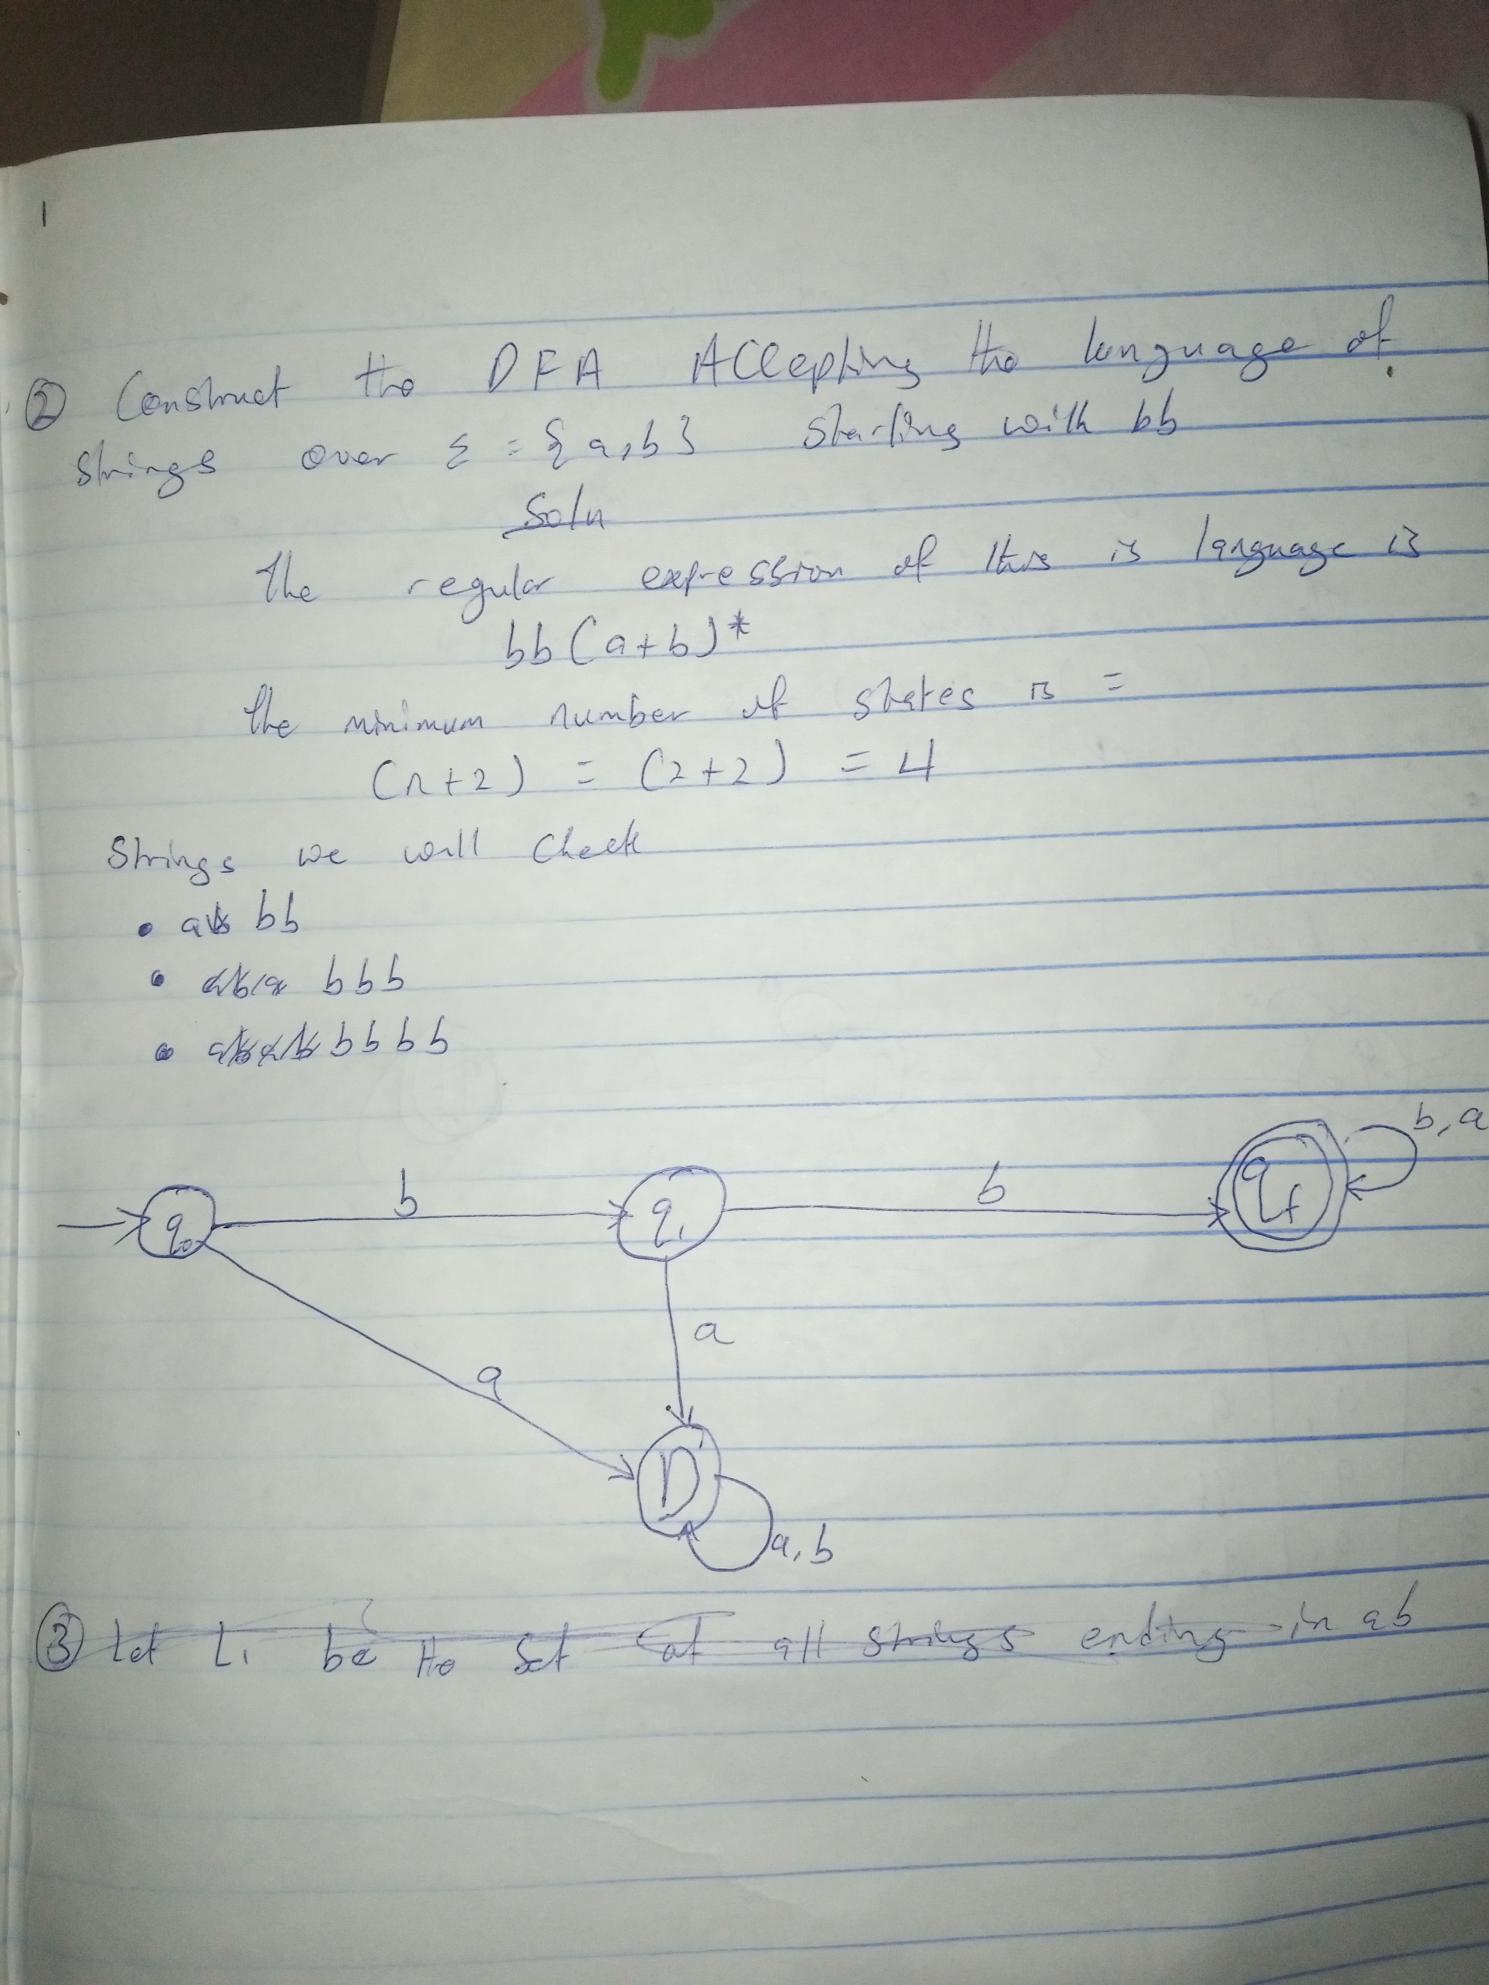 ② Construct the DFA Accepting the language of
strings over Σ = {a,b} starting with bb
Soln
The regular expression of this is language is
bb(a+b)*
The minimum number of states is =
(n+2) = (2+2) = 4
Strings we will check
• bb
• bbb
• bbbb
b, a
b
b
q0
q1
qf
a
a
D
a, b
③ Let L1 be the set of all strings ending in ab